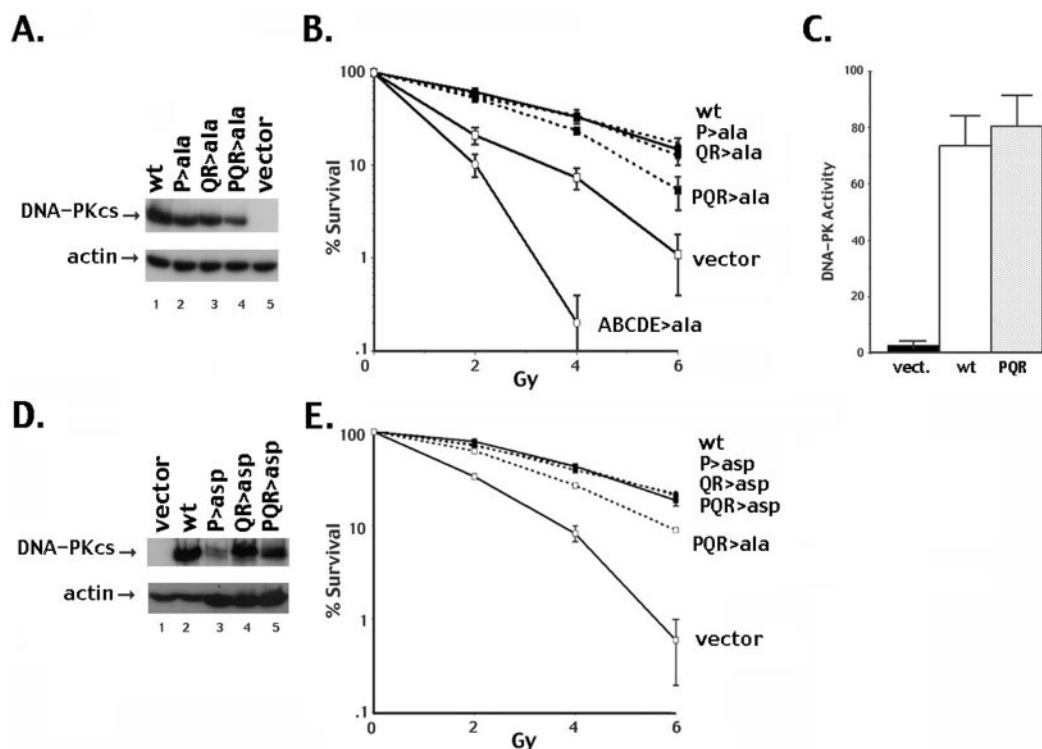 A.
wt
P>ala
QR>ala
PQR>ala
vector
DNA-PKcs→
actin→
1 2 3 4 5
B.
% Survival
100
10
1
.1
0 2 4 6
Gy
wt
P>ala
QR>ala
PQR>ala
vector
ABCDE>ala
C.
DNA-PK Activity
100
80
60
40
20
0
vect. wt PQR
D.
vector
wt
P>asp
QR>asp
PQR>asp
DNA-PKcs→
actin→
1 2 3 4 5
E.
% Survival
100
10
1
.1
0 2 4 6
Gy
wt
P>asp
QR>asp
PQR>asp
PQR>ala
vector